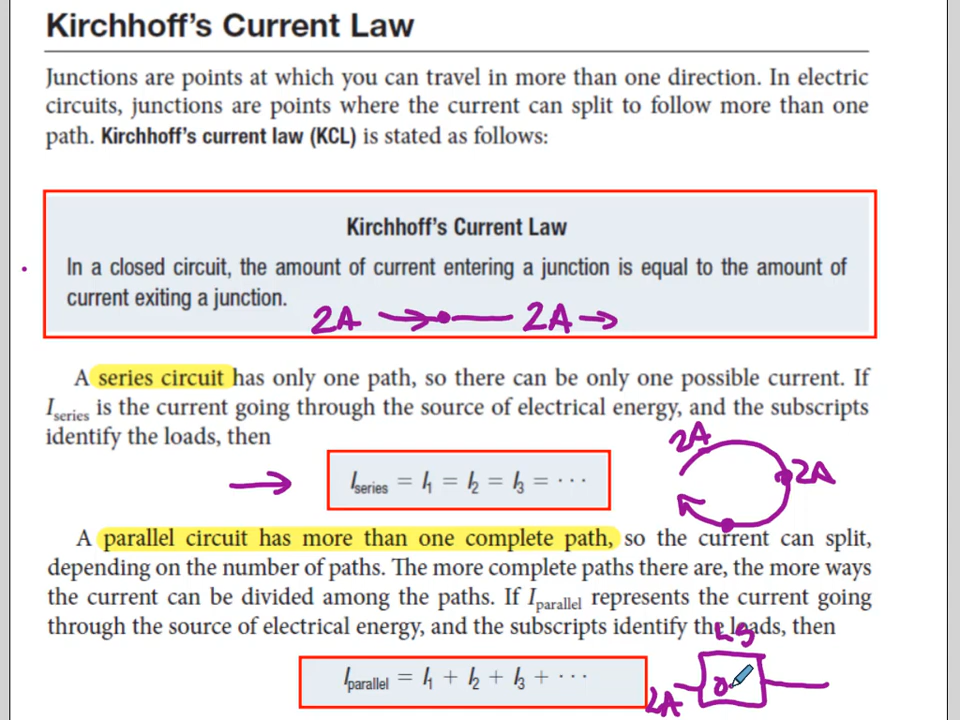 Kirchhoff's Current Law
Junctions are points at which you can travel in more than one direction. In electric
circuits, junctions are points where the current can split to follow more than one
path. Kirchhoff's current law (KCL) is stated as follows:
Kirchhoff's Current Law
In a closed circuit, the amount of current entering a junction is equal to the amount of
current exiting a junction.
2A 2A
A series circuit has only one path, so there can be only one possible current. If
Iseries is the current going through the source of electrical energy, and the subscripts
identify the loads, then
2A
2A
Iseries = I1 = I2 = I3 = · · ·
A parallel circuit has more than one complete path, so the current can split,
depending on the number of paths. The more complete paths there are, the more ways
the current can be divided among the paths. If Iparallel represents the current going
through the source of electrical energy, and the subscripts identify the loads, then
Iparallel = I1 + I2 + I3 + · · ·
2A